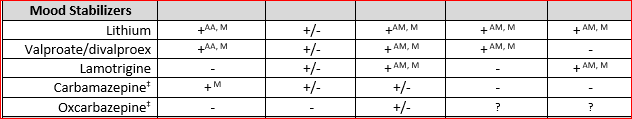 Mood Stabilizers
Lithium +AA, M +/- +AM, M +AM, M +AM, M
Valproate/divalproex +AA, M +/- +AM, M +AM, M -
Lamotrigine - +/- +AM, M - +AM, M
Carbamazepine‡ +M +/- +/- - -
Oxcarbazepine‡ - - +/- ? ?